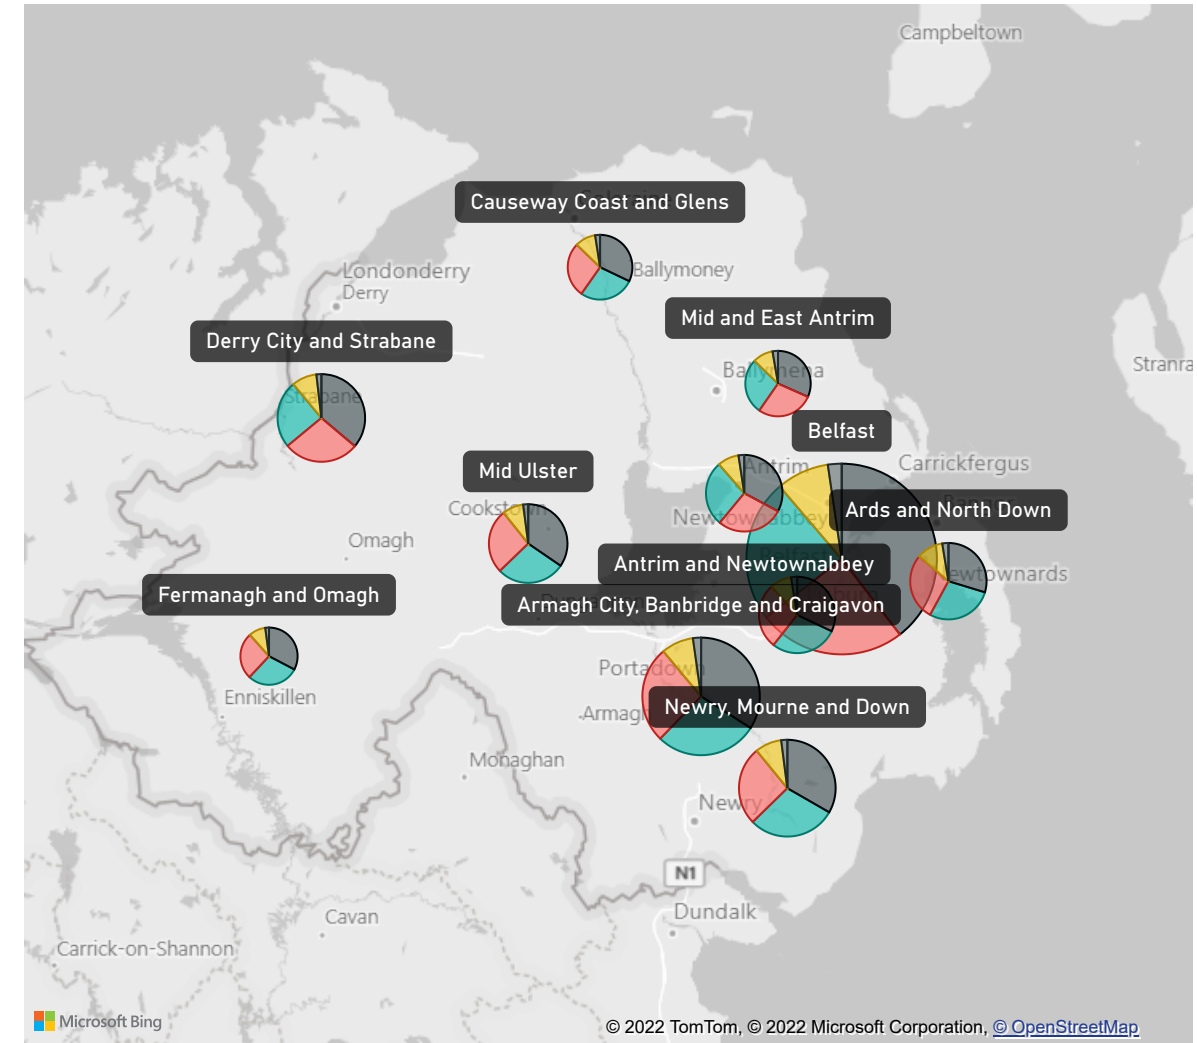 Campbeltown
Causeway Coast and Glens
Londonderry
Derry
Ballymoney
Mid and East Antrim
Derry City and Strabane
Stranra
Ballymena
Strabane
Belfast
Mid Ulster
Antrim
Carrickfergus
Cookstown
Newtownabbey
Bangor
Ards and North Down
Omagh
Belfast
Antrim and Newtownabbey
Newtownards
Fermanagh and Omagh
Armagh City, Banbridge and Craigavon
Portadown
Enniskillen
Armagh
Newry, Mourne and Down
Monaghan
Newry
N1
Dundalk
Cavan
Carrick-on-Shannon
Microsoft Bing
© 2022 TomTom, © 2022 Microsoft Corporation, © OpenStreetMap